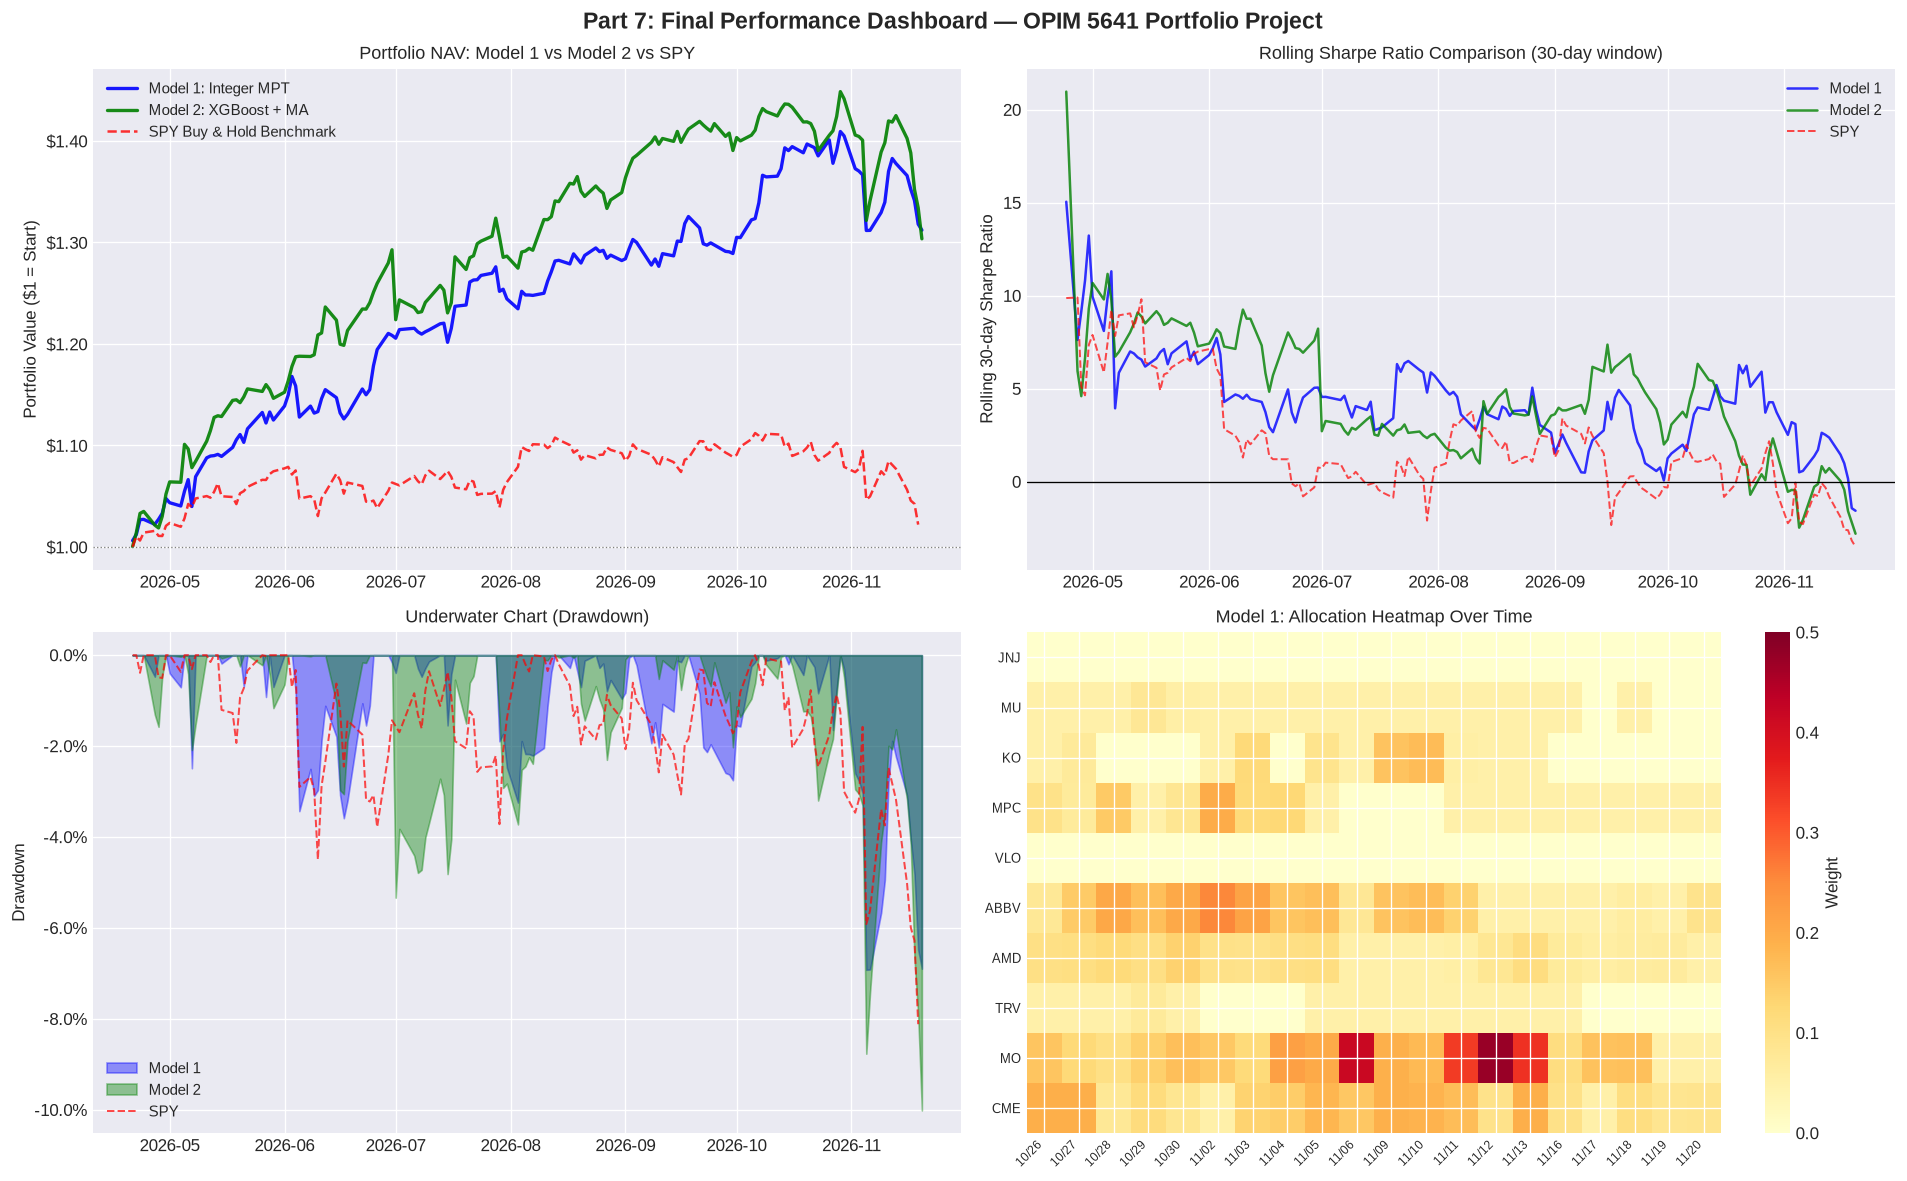 Part 7: Final Performance Dashboard — OPIM 5641 Portfolio Project
Portfolio NAV: Model 1 vs Model 2 vs SPY
Portfolio Value ($1 = Start)
$1.40
$1.30
$1.20
$1.10
$1.00
Model 1: Integer MPT
Model 2: XGBoost + MA
SPY Buy & Hold Benchmark
2026-05 2026-06 2026-07 2026-08 2026-09 2026-10 2026-11
Rolling Sharpe Ratio Comparison (30-day window)
Rolling 30-day Sharpe Ratio
20
15
10
5
0
Model 1
Model 2
SPY
2026-05 2026-06 2026-07 2026-08 2026-09 2026-10 2026-11
Underwater Chart (Drawdown)
Drawdown
0.0%
-2.0%
-4.0%
-6.0%
-8.0%
-10.0%
Model 1
Model 2
SPY
2026-05 2026-06 2026-07 2026-08 2026-09 2026-10 2026-11
Model 1: Allocation Heatmap Over Time
JNJ
MU
KO
MPC
VLO
ABBV
AMD
TRV
MO
CME
10/26 10/27 10/28 10/29 10/30 11/02 11/03 11/04 11/05 11/06 11/09 11/10 11/11 11/12 11/13 11/16 11/17 11/18 11/19 11/20
0.5
0.4
0.3
0.2
0.1
0.0
Weight